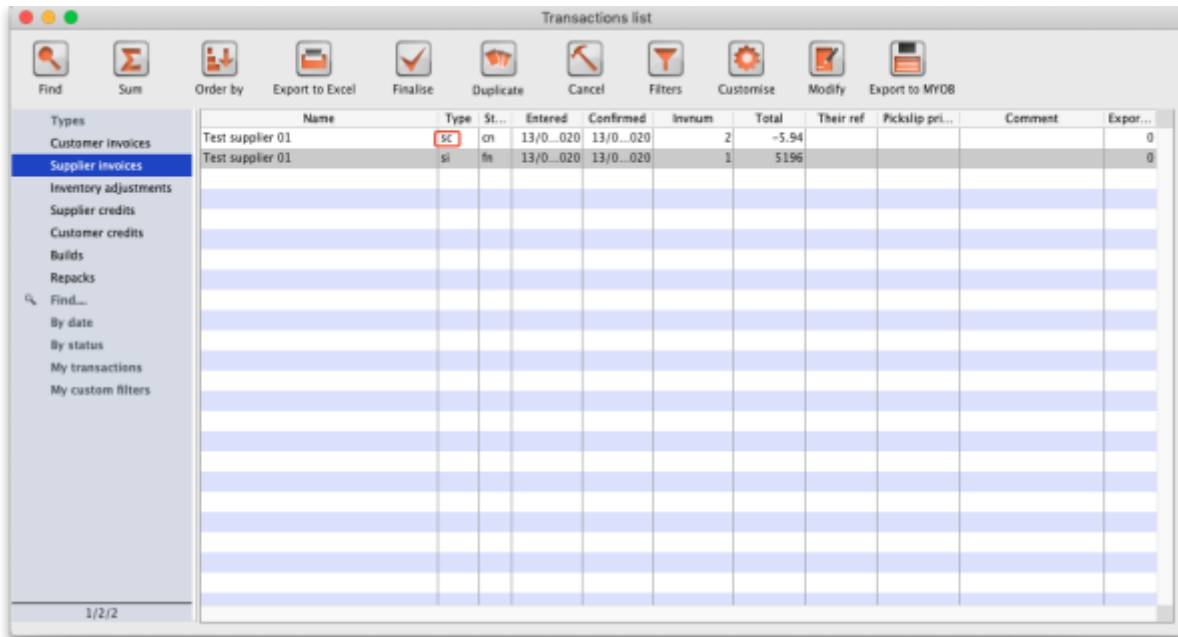 Transactions list
Find Sum Order by Export to Excel Finalise Duplicate Cancel Filters Customise Modify Export to MYOB
Types
Customer invoices
Supplier invoices
Inventory adjustments
Supplier credits
Customer credits
Builds
Repacks
Find...
By date
By status
My transactions
My custom filters
1/2/2
Name Type St... Entered Confirmed Invnum Total Their ref Pickslip pri... Comment Expor...
Test supplier 01 sc cn 13/0...020 13/0...020 2 -5.94 0
Test supplier 01 si fn 13/0...020 13/0...020 1 5196 0